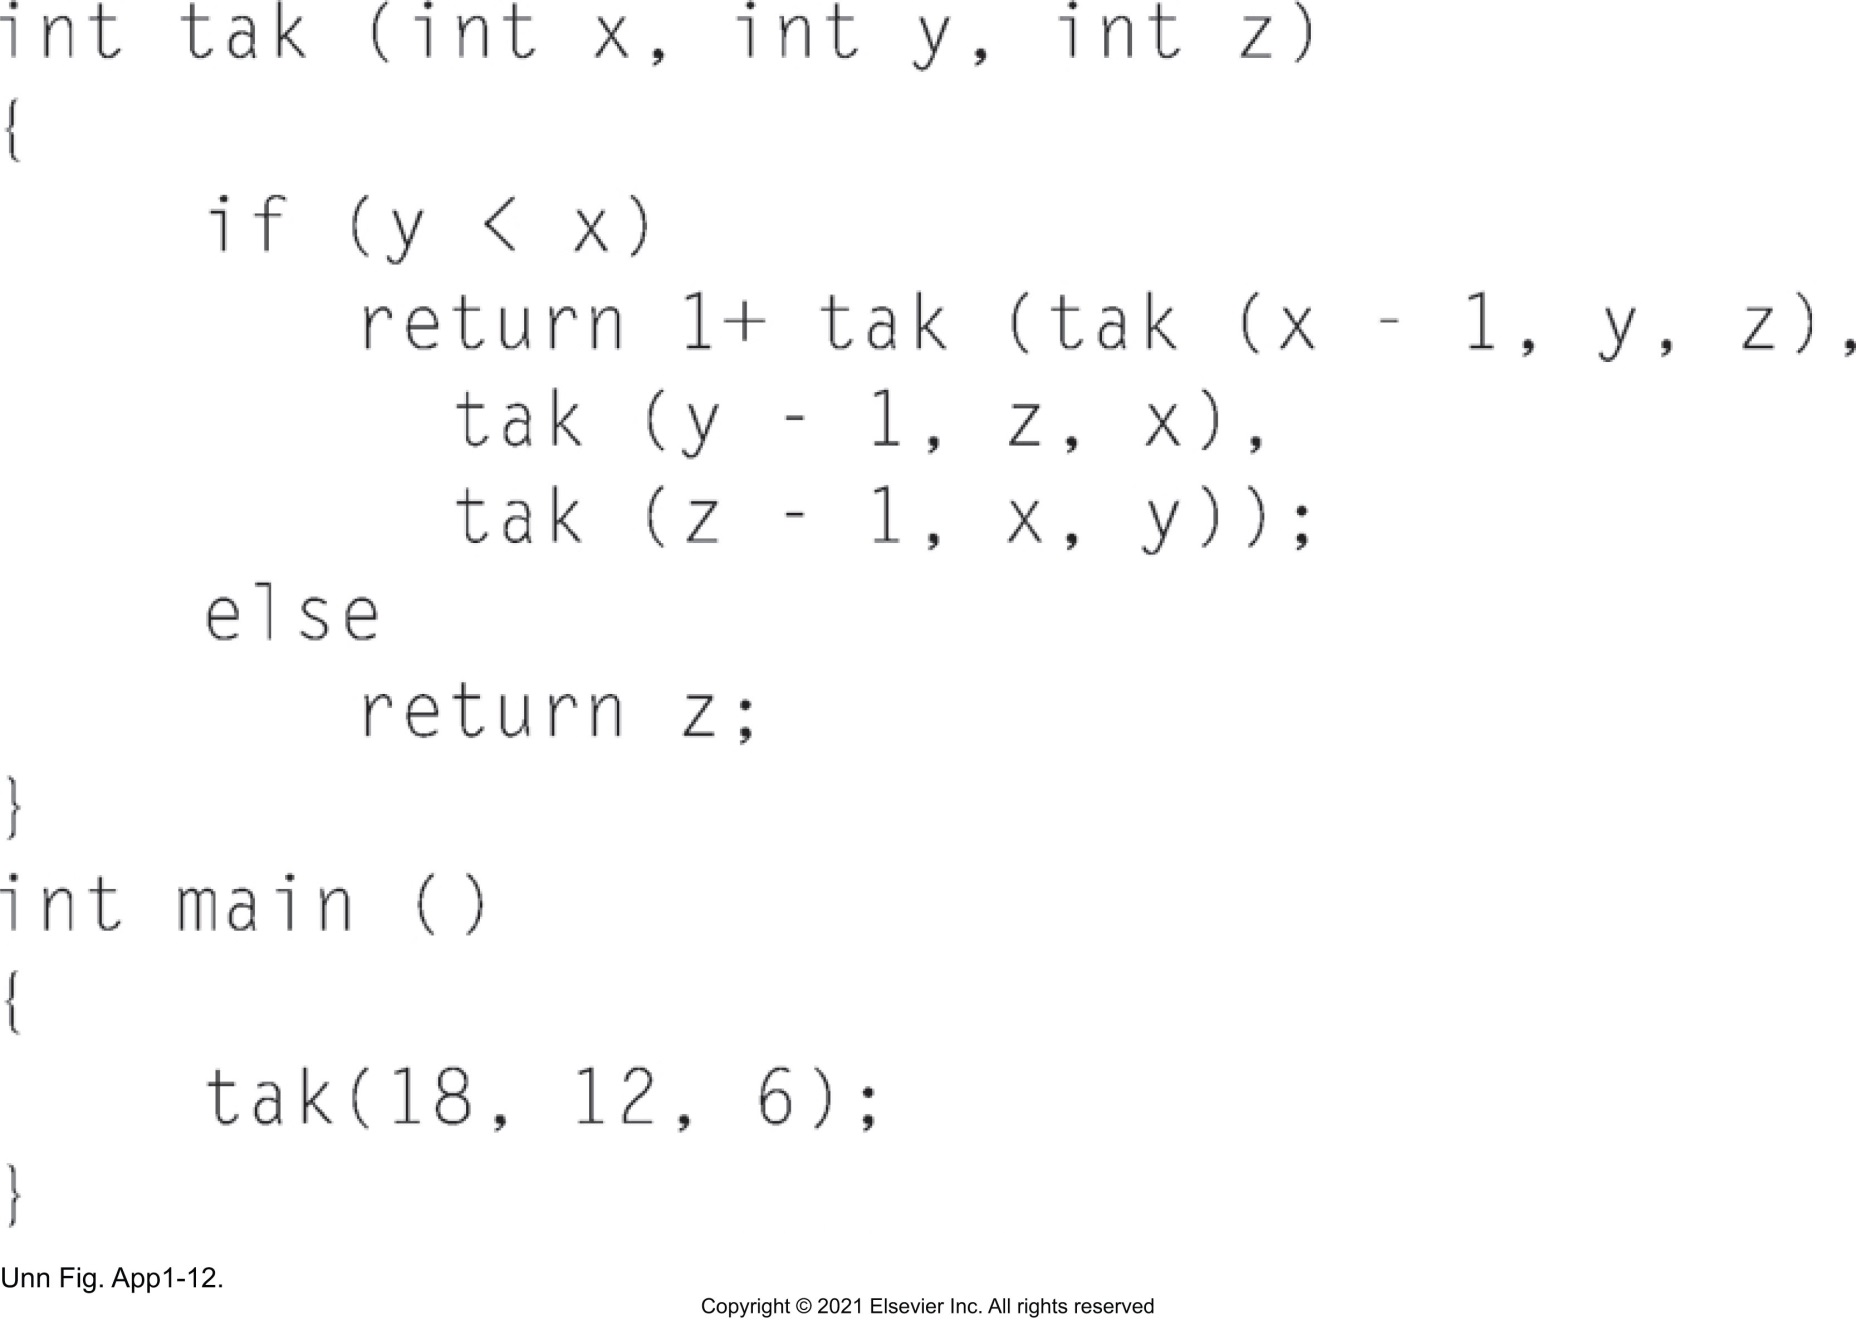 int tak (int x, int y, int z)
{
if (y < x)
return 1+ tak (tak (x - 1, y, z),
tak (y - 1, z, x),
tak (z - 1, x, y));
else
return z;
}
int main ()
{
tak(18, 12, 6);
}
Unn Fig. App1-12.
Copyright © 2021 Elsevier Inc. All rights reserved